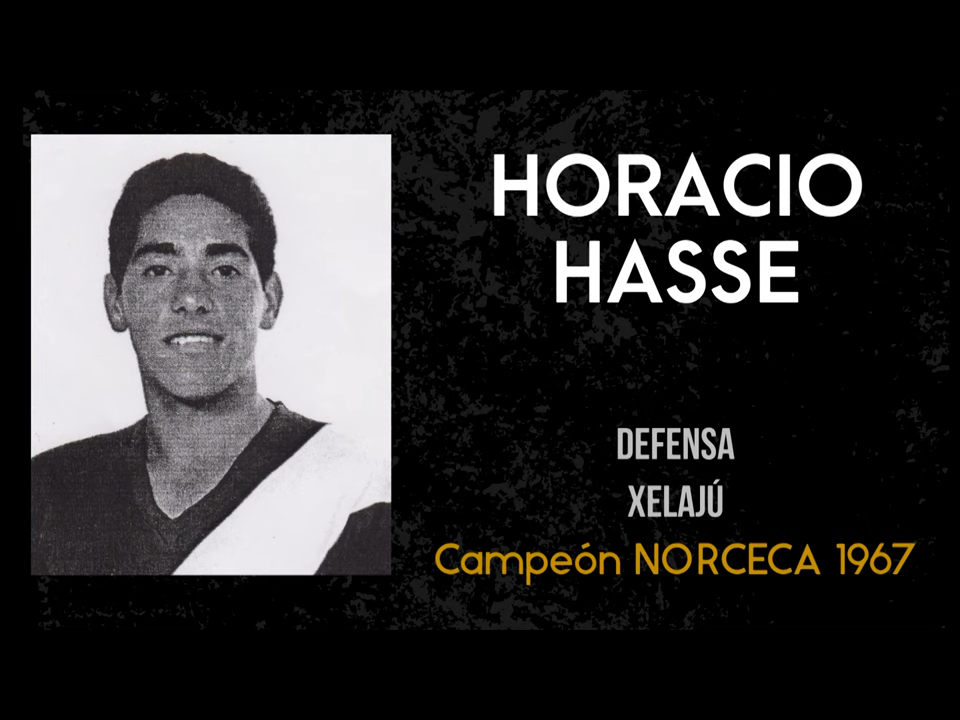 HORACIO
HASSE
DEFENSA
XELAJÚ
Campeón NORCECA 1967